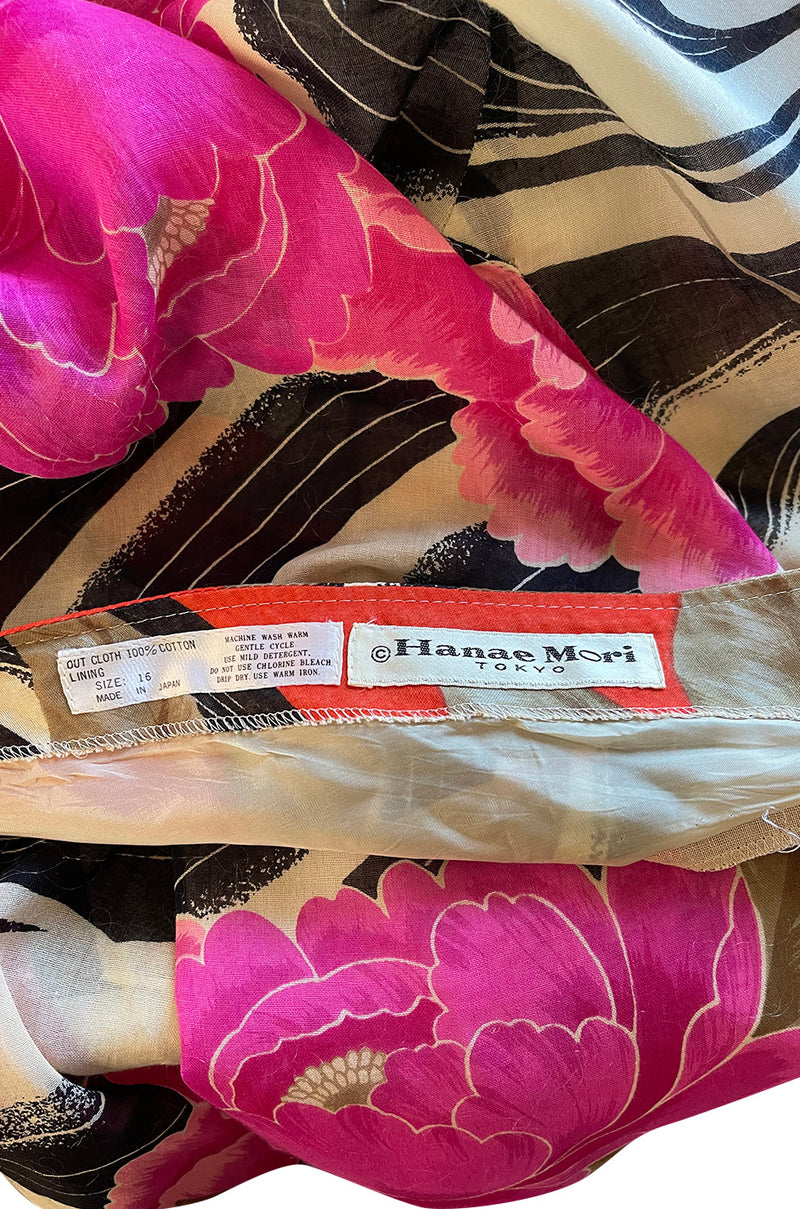 OUT CLOTH 100% COTTON
LINING
SIZE: 16
MADE IN JAPAN
MACHINE WASH WARM
GENTLE CYCLE
USE MILD DETERGENT.
DO NOT USE CHLORINE BLEACH
DRIP DRY. USE WARM IRON.
© Hanae Mori
TOKYO